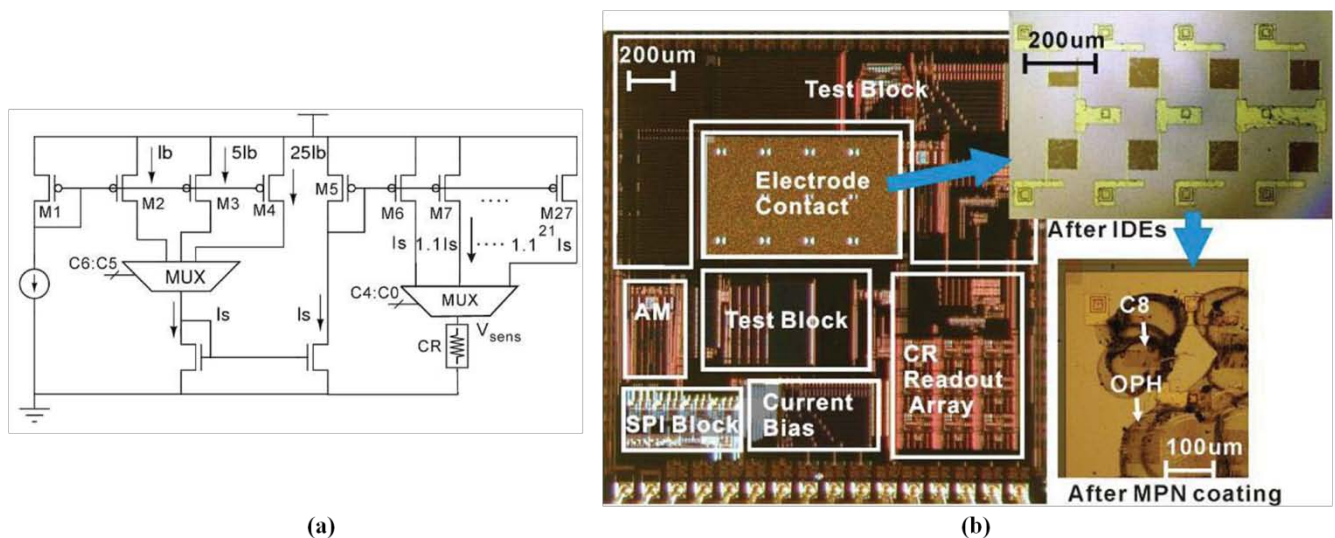 Ib
5Ib
25Ib
M1
M2
M3
M4
M5
M6
M7
....
M27
Is
1.1Is
.... 1.1^21 Is
C6:C5
MUX
C4:C0
MUX
Is
Is
CR
Vsens
(a)
200um
Test Block
Electrode
Contact
AM
Test Block
CR
Readout
Array
SPI Block
Current
Bias
200um
After IDEs
C8
OPH
100um
After MPN coating
(b)